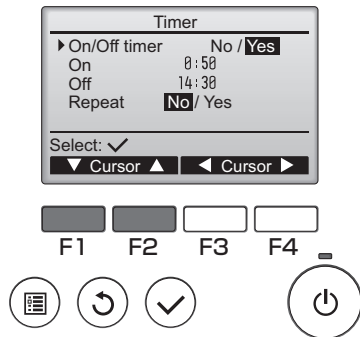 Timer
On/Off timer No / Yes
On 0:50
Off 14:30
Repeat No / Yes
Select: ✓
▼ Cursor ▲ ◀ Cursor ▶
F1 F2 F3 F4